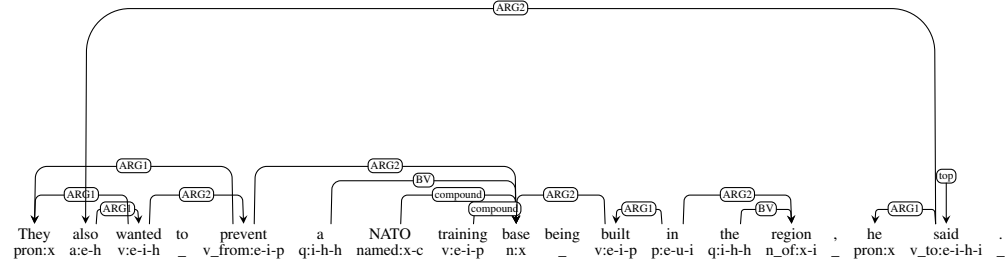 ARG2
ARG1 ARG2
BV top
ARG1 ARG2 compound ARG2 ARG2
ARG1 compound ARG1 BV ARG1
They also wanted to prevent a NATO training base being built in the region , he said .
pron:x a:e-h v:e-i-h _ v_from:e-i-p q:i-h-h named:x-c v:e-i-p n:x _ v:e-i-p p:e-u-i q:i-h-h n_of:x-i _ pron:x v_to:e-i-h-i _